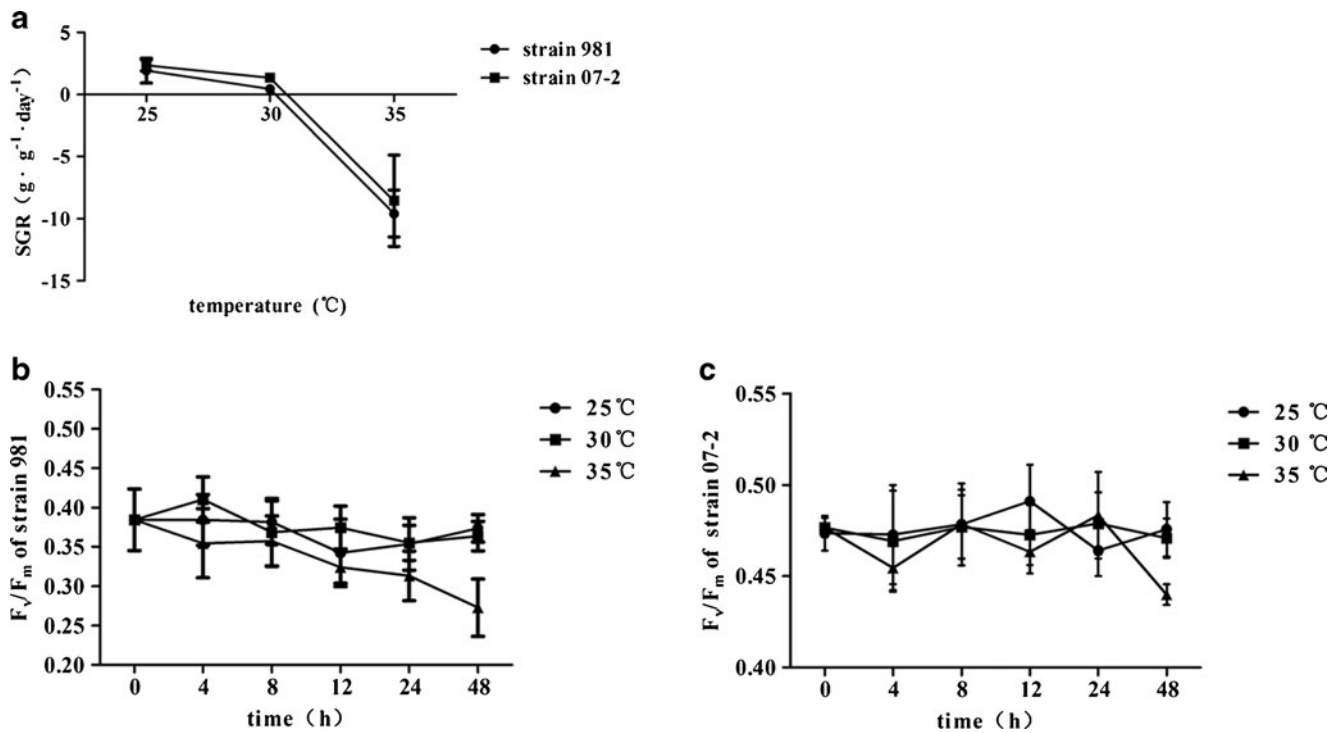 a
5
0
-5
-10
-15
SGR (g · g⁻¹ · day⁻¹)
25 30 35
temperature (℃)
strain 981
strain 07-2
b
0.55
0.50
0.45
0.40
0.35
0.30
0.25
0.20
Fv/Fm of strain 981
0 4 8 12 24 48
time (h)
25℃
30℃
35℃
c
0.55
0.50
0.45
0.40
Fv/Fm of strain 07-2
0 4 8 12 24 48
time (h)
25℃
30℃
35℃